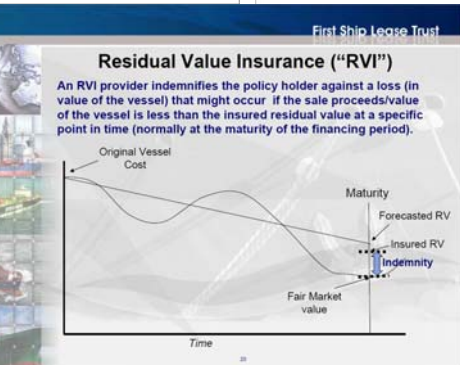 First Ship Lease Trust
Residual Value Insurance (“RVI”)
An RVI provider indemnifies the policy holder against a loss (in
value of the vessel) that might occur if the sale proceeds/value
of the vessel is less than the insured residual value at a specific
point in time (normally at the maturity of the financing period).
Original Vessel
Cost
Maturity
Forecasted RV
Insured RV
Indemnity
Fair Market
value
Time